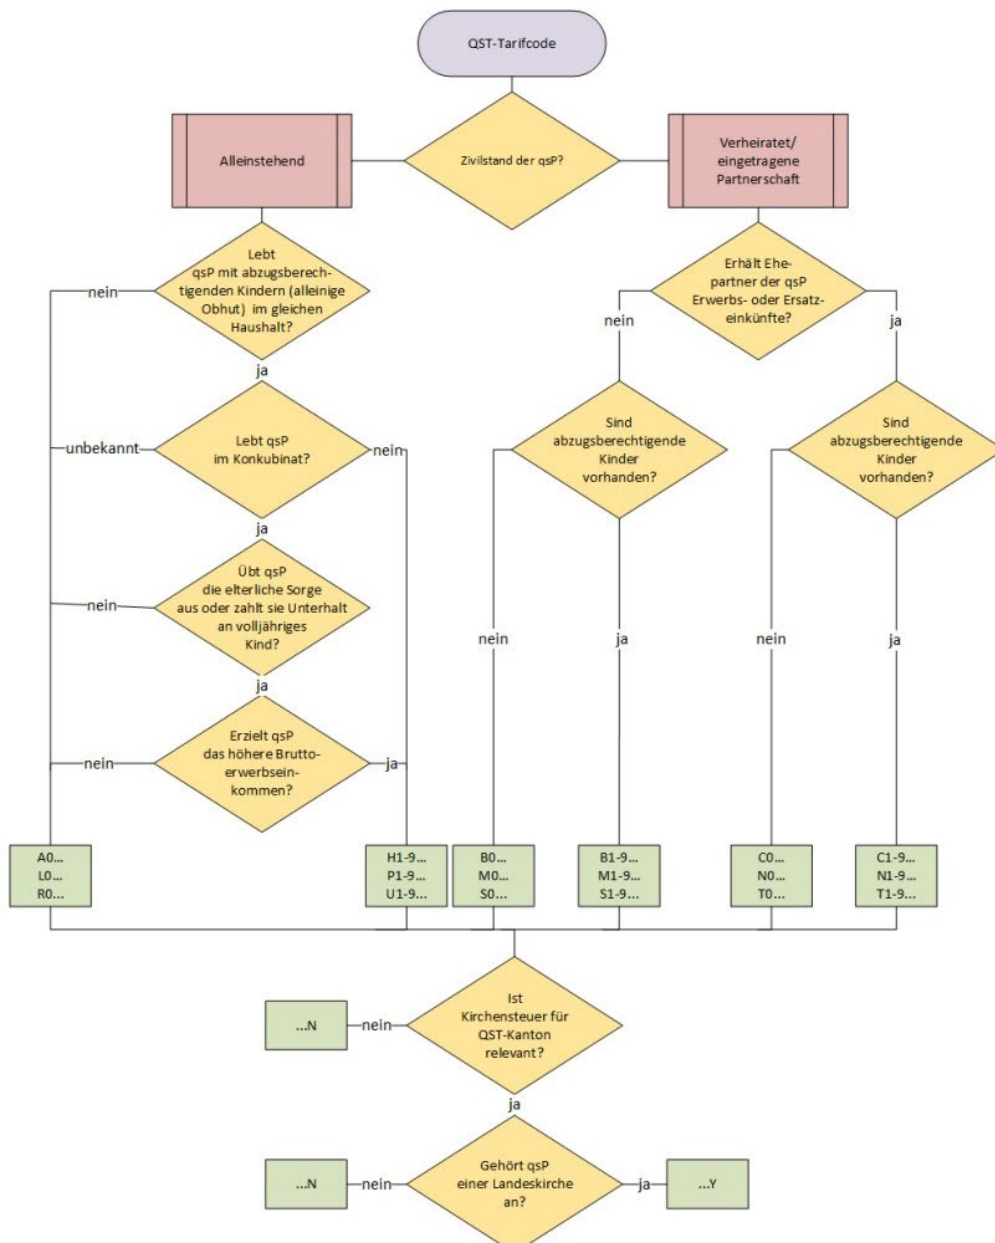 QST-Tarifcode
Zivilstand der qsP?
Alleinstehend
Verheiratet/
eingetragene
Partnerschaft
Lebt
qsP mit abzugsberech-
tigenden Kindern (alleinige
Obhut) im gleichen
Haushalt?
nein
ja
Lebt qsP
im Konkubinat?
unbekannt
nein
ja
Übt qsP
die elterliche Sorge
aus oder zahlt sie Unterhalt
an volljähriges
Kind?
nein
ja
Erzielt qsP
das höhere Brutto-
erwerbsein-
kommen?
nein
ja
Erhält Ehe-
partner der qsP
Erwerbs- oder Ersatz-
einkünfte?
nein
ja
Sind
abzugsberechtigende
Kinder
vorhanden?
nein
ja
Sind
abzugsberechtigende
Kinder
vorhanden?
nein
ja
A0...
L0...
R0...
H1-9...
P1-9...
U1-9...
B0...
M0...
S0...
B1-9...
M1-9...
S1-9...
C0...
N0...
T0...
C1-9...
N1-9...
T1-9...
Ist
Kirchensteuer für
QST-Kanton
relevant?
nein
...N
ja
Gehört qsP
einer Landeskirche
an?
nein
...N
ja
...Y